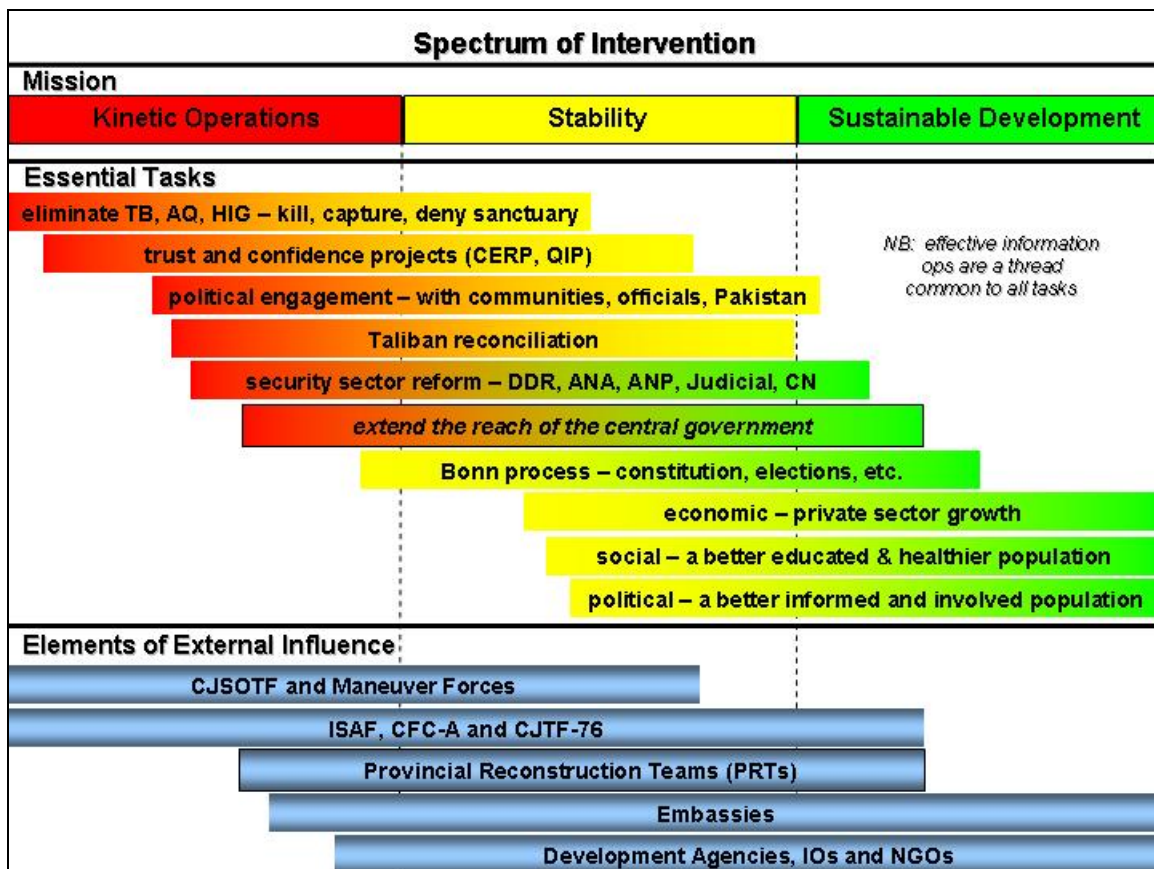 Spectrum of Intervention
Mission
Kinetic Operations
Stability
Sustainable Development
Essential Tasks
eliminate TB, AQ, HIG – kill, capture, deny sanctuary
trust and confidence projects (CERP, QIP)
NB: effective information
ops are a thread
common to all tasks
political engagement – with communities, officials, Pakistan
Taliban reconciliation
security sector reform – DDR, ANA, ANP, Judicial, CN
extend the reach of the central government
Bonn process – constitution, elections, etc.
economic – private sector growth
social – a better educated & healthier population
political – a better informed and involved population
Elements of External Influence
CJSOTF and Maneuver Forces
ISAF, CFC-A and CJTF-76
Provincial Reconstruction Teams (PRTs)
Embassies
Development Agencies, IOs and NGOs